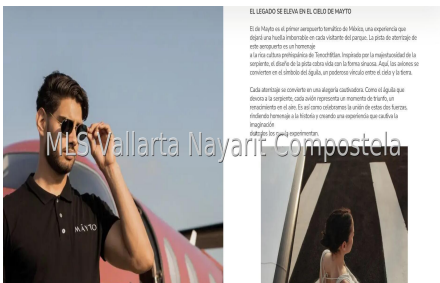 EL LEGADO SE ELEVA EN EL CIELO DE MAYTO
El de Mayto es el primer aeropuerto temático de México, una experiencia que
dejará una huella imborrable en cada visitante del parque. La pista de aterrizaje de
este aeropuerto es un homenaje
a la rica cultura prehispánica de Tenochtitlan. Inspirado por la majestuosidad de la
serpiente, el diseño de la pista cobra vida con la forma sinuosa. Aquí, los aviones se
convierten en el símbolo del águila, un poderoso vínculo entre el cielo y la tierra.
Cada aterrizaje se convierte en una alegoría cautivadora. Como el Águila que
devora a la serpiente, cada avión representa un momento de triunfo, un
renacimiento en el aire. Es así como celebramos la unión de estas dos fuerzas,
rindiendo homenaje a la historia y creando una experiencia que cautiva la
imaginación
todos los que la experimentan.
MLS Vallarta Nayarit Compostela
MAYTO